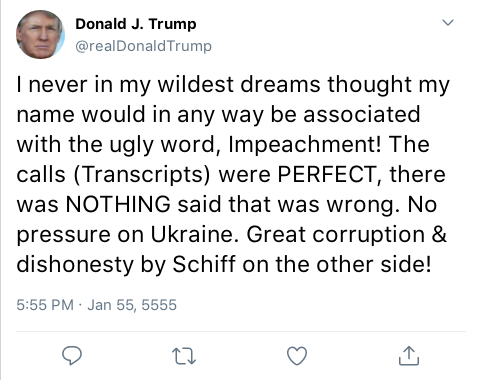 Donald J. Trump
@realDonaldTrump
I never in my wildest dreams thought my
name would in any way be associated
with the ugly word, Impeachment! The
calls (Transcripts) were PERFECT, there
was NOTHING said that was wrong. No
pressure on Ukraine. Great corruption &
dishonesty by Schiff on the other side!
5:55 PM · Jan 55, 5555